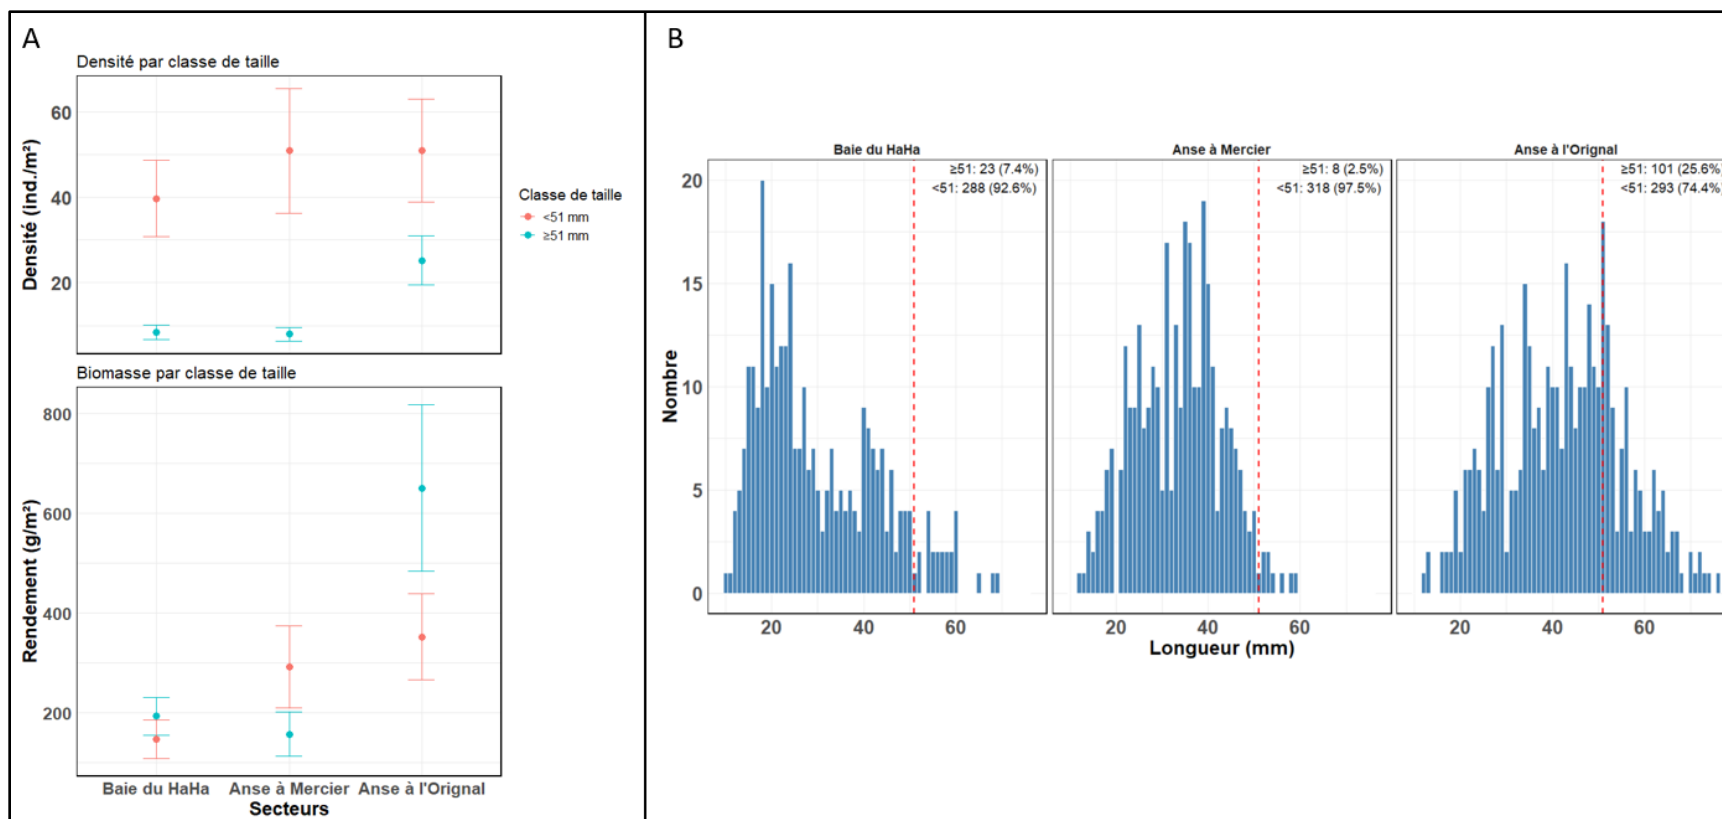 A
Densité par classe de taille
60
40
20
Densité (ind./m²)
Classe de taille
<51 mm
≥51 mm
Biomasse par classe de taille
800
600
400
200
Rendement (g/m²)
Baie du HaHa Anse à Mercier Anse à l'Orignal
Secteurs
B
Baie du HaHa
≥51: 23 (7.4%)
<51: 288 (92.6%)
Anse à Mercier
≥51: 8 (2.5%)
<51: 318 (97.5%)
Anse à l'Orignal
≥51: 101 (25.6%)
<51: 293 (74.4%)
20
15
10
5
0
Nombre
20 40 60
20 40 60
20 40 60
Longueur (mm)